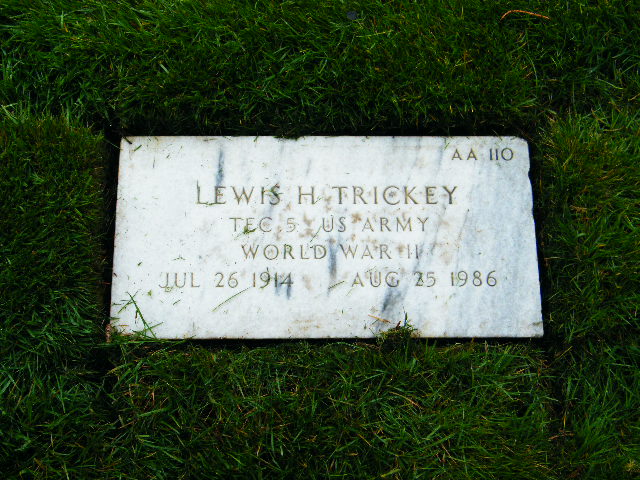 AA 110
LEWIS H TRICKEY
TEC 5 US ARMY
WORLD WAR II
JUL 26 1914 AUG 25 1986